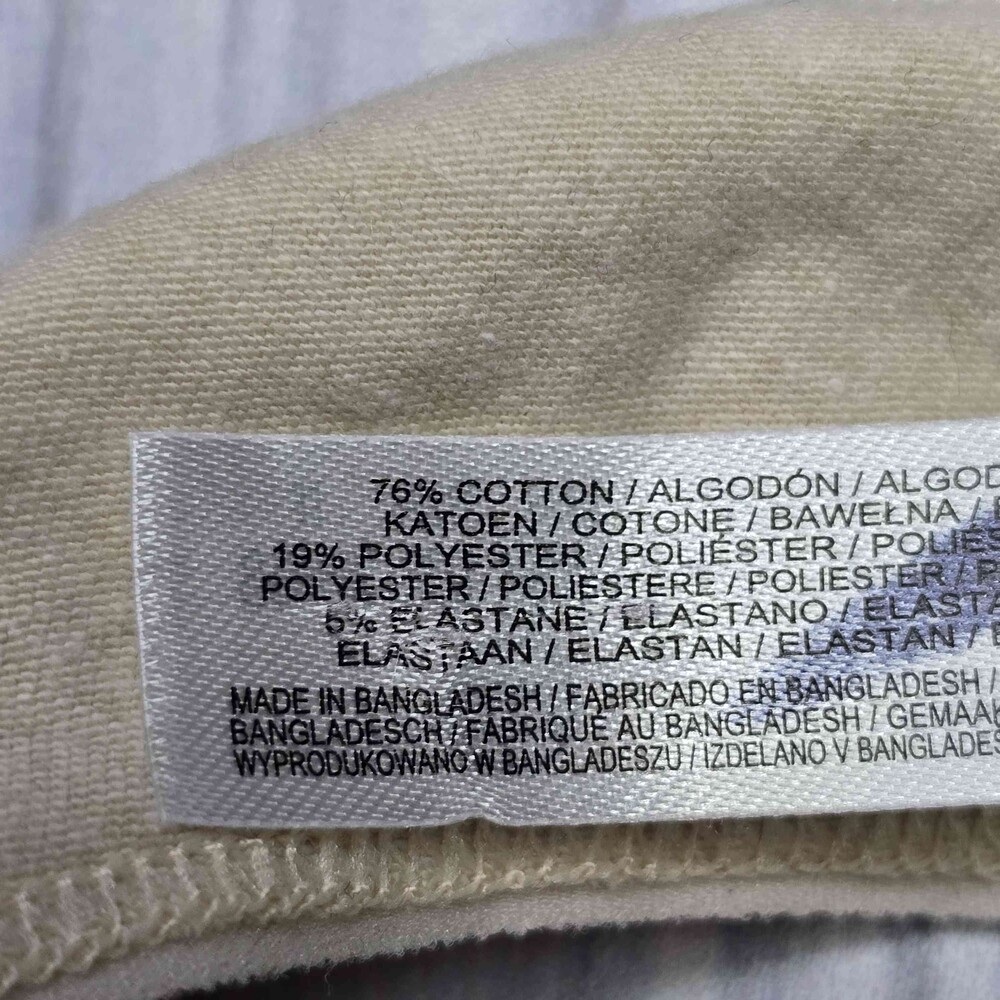 76% COTTON / ALGODÓN / ALGOD
KATOEN / COTONE / BAWEŁNA /
19% POLYESTER / POLIÉSTER / POLIÉS
POLYESTER / POLIESTERE / POLIESTER / P
5% ELASTANE / ELASTANO / ELASTA
ELASTAAN / ELASTAN / ELASTAN /
MADE IN BANGLADESH / FABRICADO EN BANGLADESH /
BANGLADESCH / FABRIQUÉ AU BANGLADESH / GEMAAK
WYPRODUKOWANO W BANGLADESZU / IZDELANO V BANGLADES